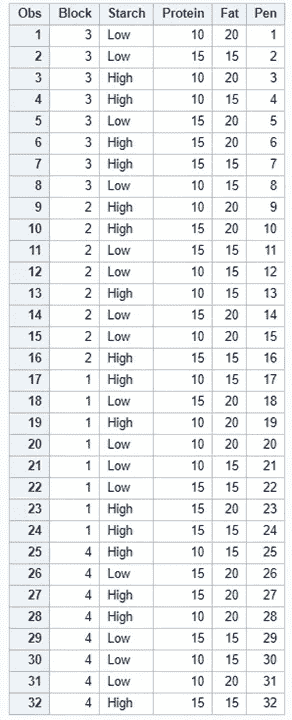 Obs Block Starch Protein Fat Pen
1 3 Low 10 20 1
2 3 Low 15 15 2
3 3 High 10 20 3
4 3 High 10 15 4
5 3 Low 15 20 5
6 3 High 15 20 6
7 3 High 15 15 7
8 3 Low 10 15 8
9 2 High 10 20 9
10 2 High 15 20 10
11 2 Low 15 15 11
12 2 Low 10 15 12
13 2 High 10 15 13
14 2 Low 15 20 14
15 2 Low 10 20 15
16 2 High 15 15 16
17 1 High 10 15 17
18 1 Low 15 20 18
19 1 High 10 20 19
20 1 Low 10 20 20
21 1 Low 10 15 21
22 1 Low 15 15 22
23 1 High 15 20 23
24 1 High 15 15 24
25 4 High 10 15 25
26 4 Low 15 20 26
27 4 High 15 20 27
28 4 High 10 20 28
29 4 Low 15 15 29
30 4 Low 10 15 30
31 4 Low 10 20 31
32 4 High 15 15 32